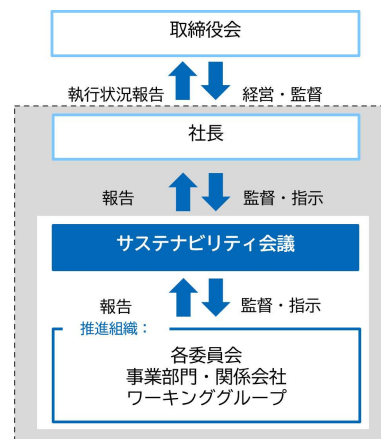 取締役会
執行状況報告 経営・監督
社長
報告 監督・指示
サステナビリティ会議
報告 監督・指示
推進組織：
各委員会
事業部門・関係会社
ワーキンググループ